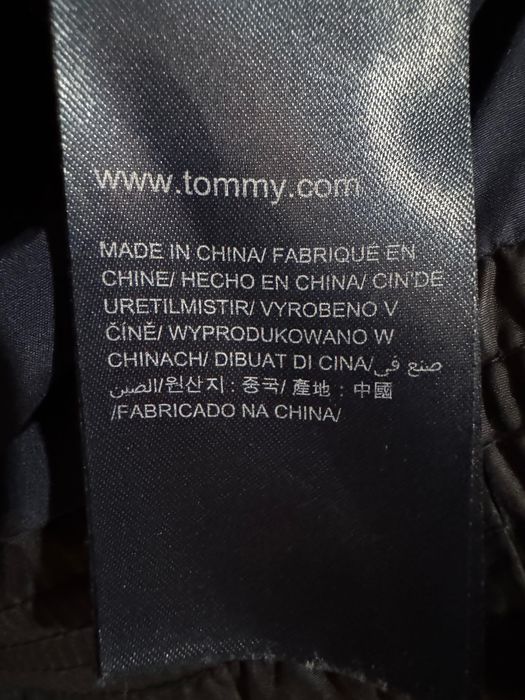 www.tommy.com
MADE IN CHINA/ FABRIQUÉ EN
CHINE/ HECHO EN CHINA/ CIN'DE
URETILMISTIR/ VYROBENO V
ČÍNĚ/ WYPRODUKOWANO W
CHINACH/ DIBUAT DI CINA/صنع في
الصين/원산지 : 중국/ 產地 : 中國
/FABRICADO NA CHINA/